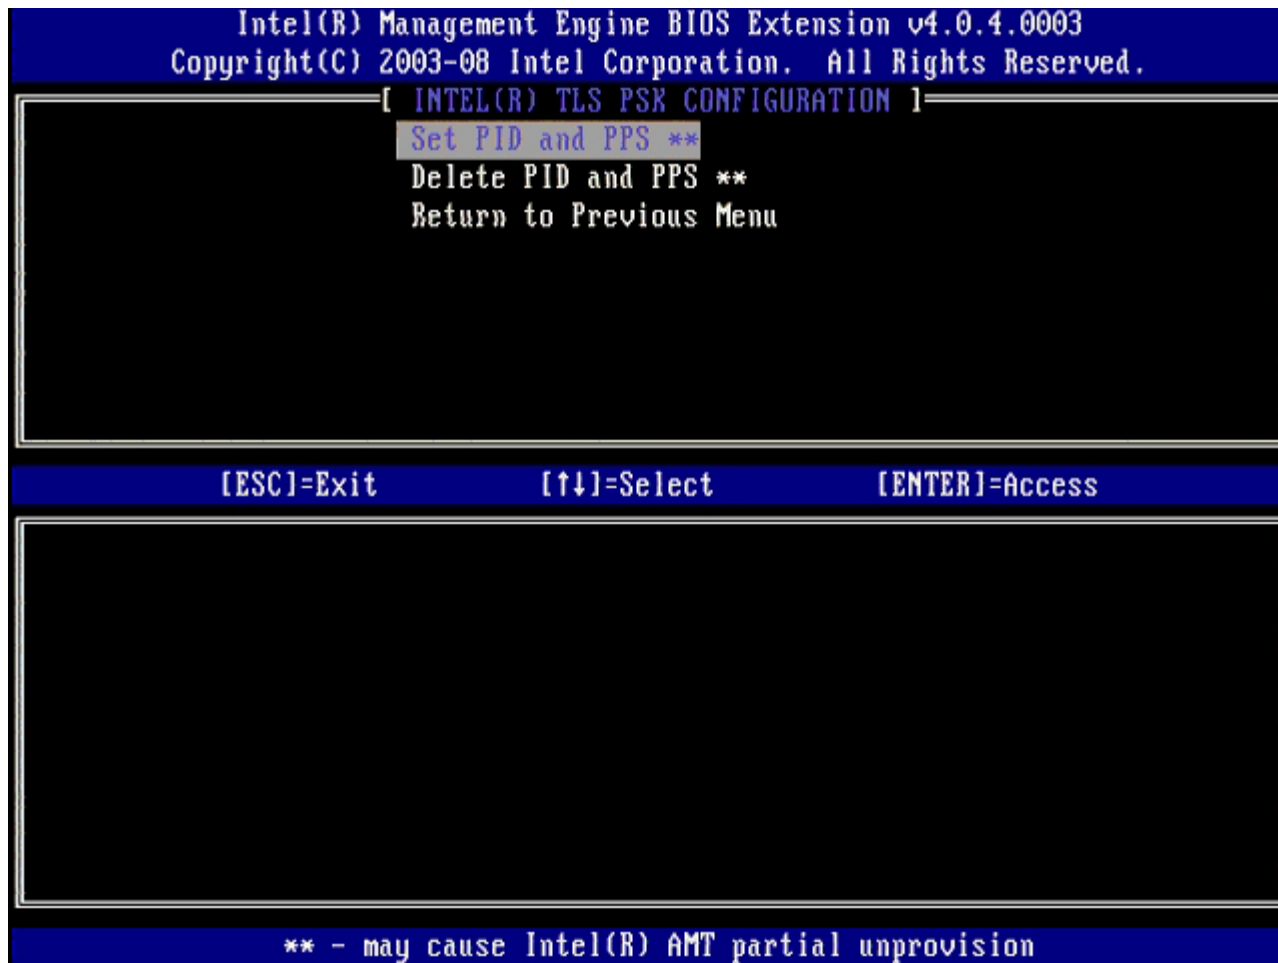 Intel(R) Management Engine BIOS Extension v4.0.4.0003
Copyright(C) 2003-08 Intel Corporation. All Rights Reserved.
[ INTEL(R) TLS PSK CONFIGURATION ]
Set PID and PPS **
Delete PID and PPS **
Return to Previous Menu
[ESC]=Exit [↑↓]=Select [ENTER]=Access
** - may cause Intel(R) AMT partial unprovision